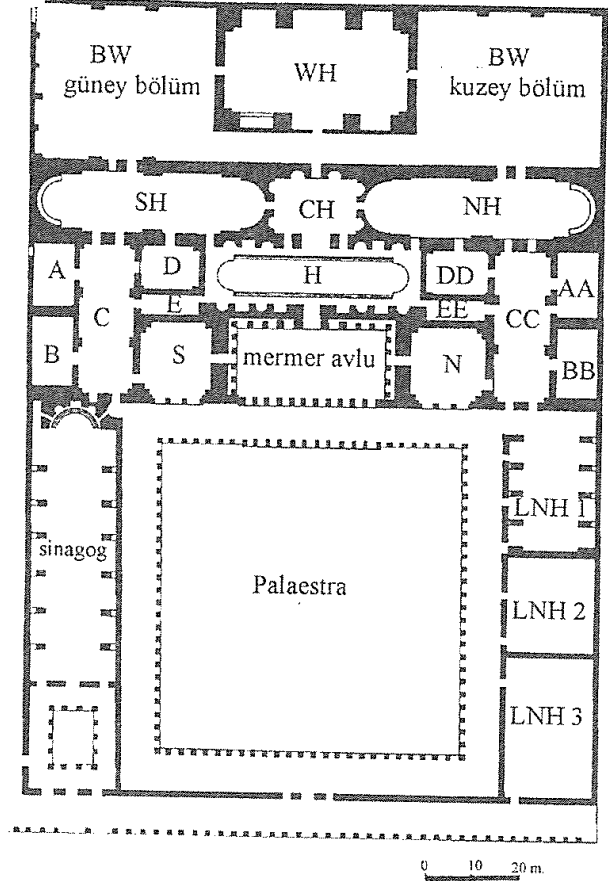 BW
güney bölüm
WH
BW
kuzey bölüm
SH
CH
NH
A
D
H
DD
AA
E
EE
C
CC
B
S
mermer avlu
N
BB
LNH 1
sinagog
Palaestra
LNH 2
LNH 3
0 10 20 m.